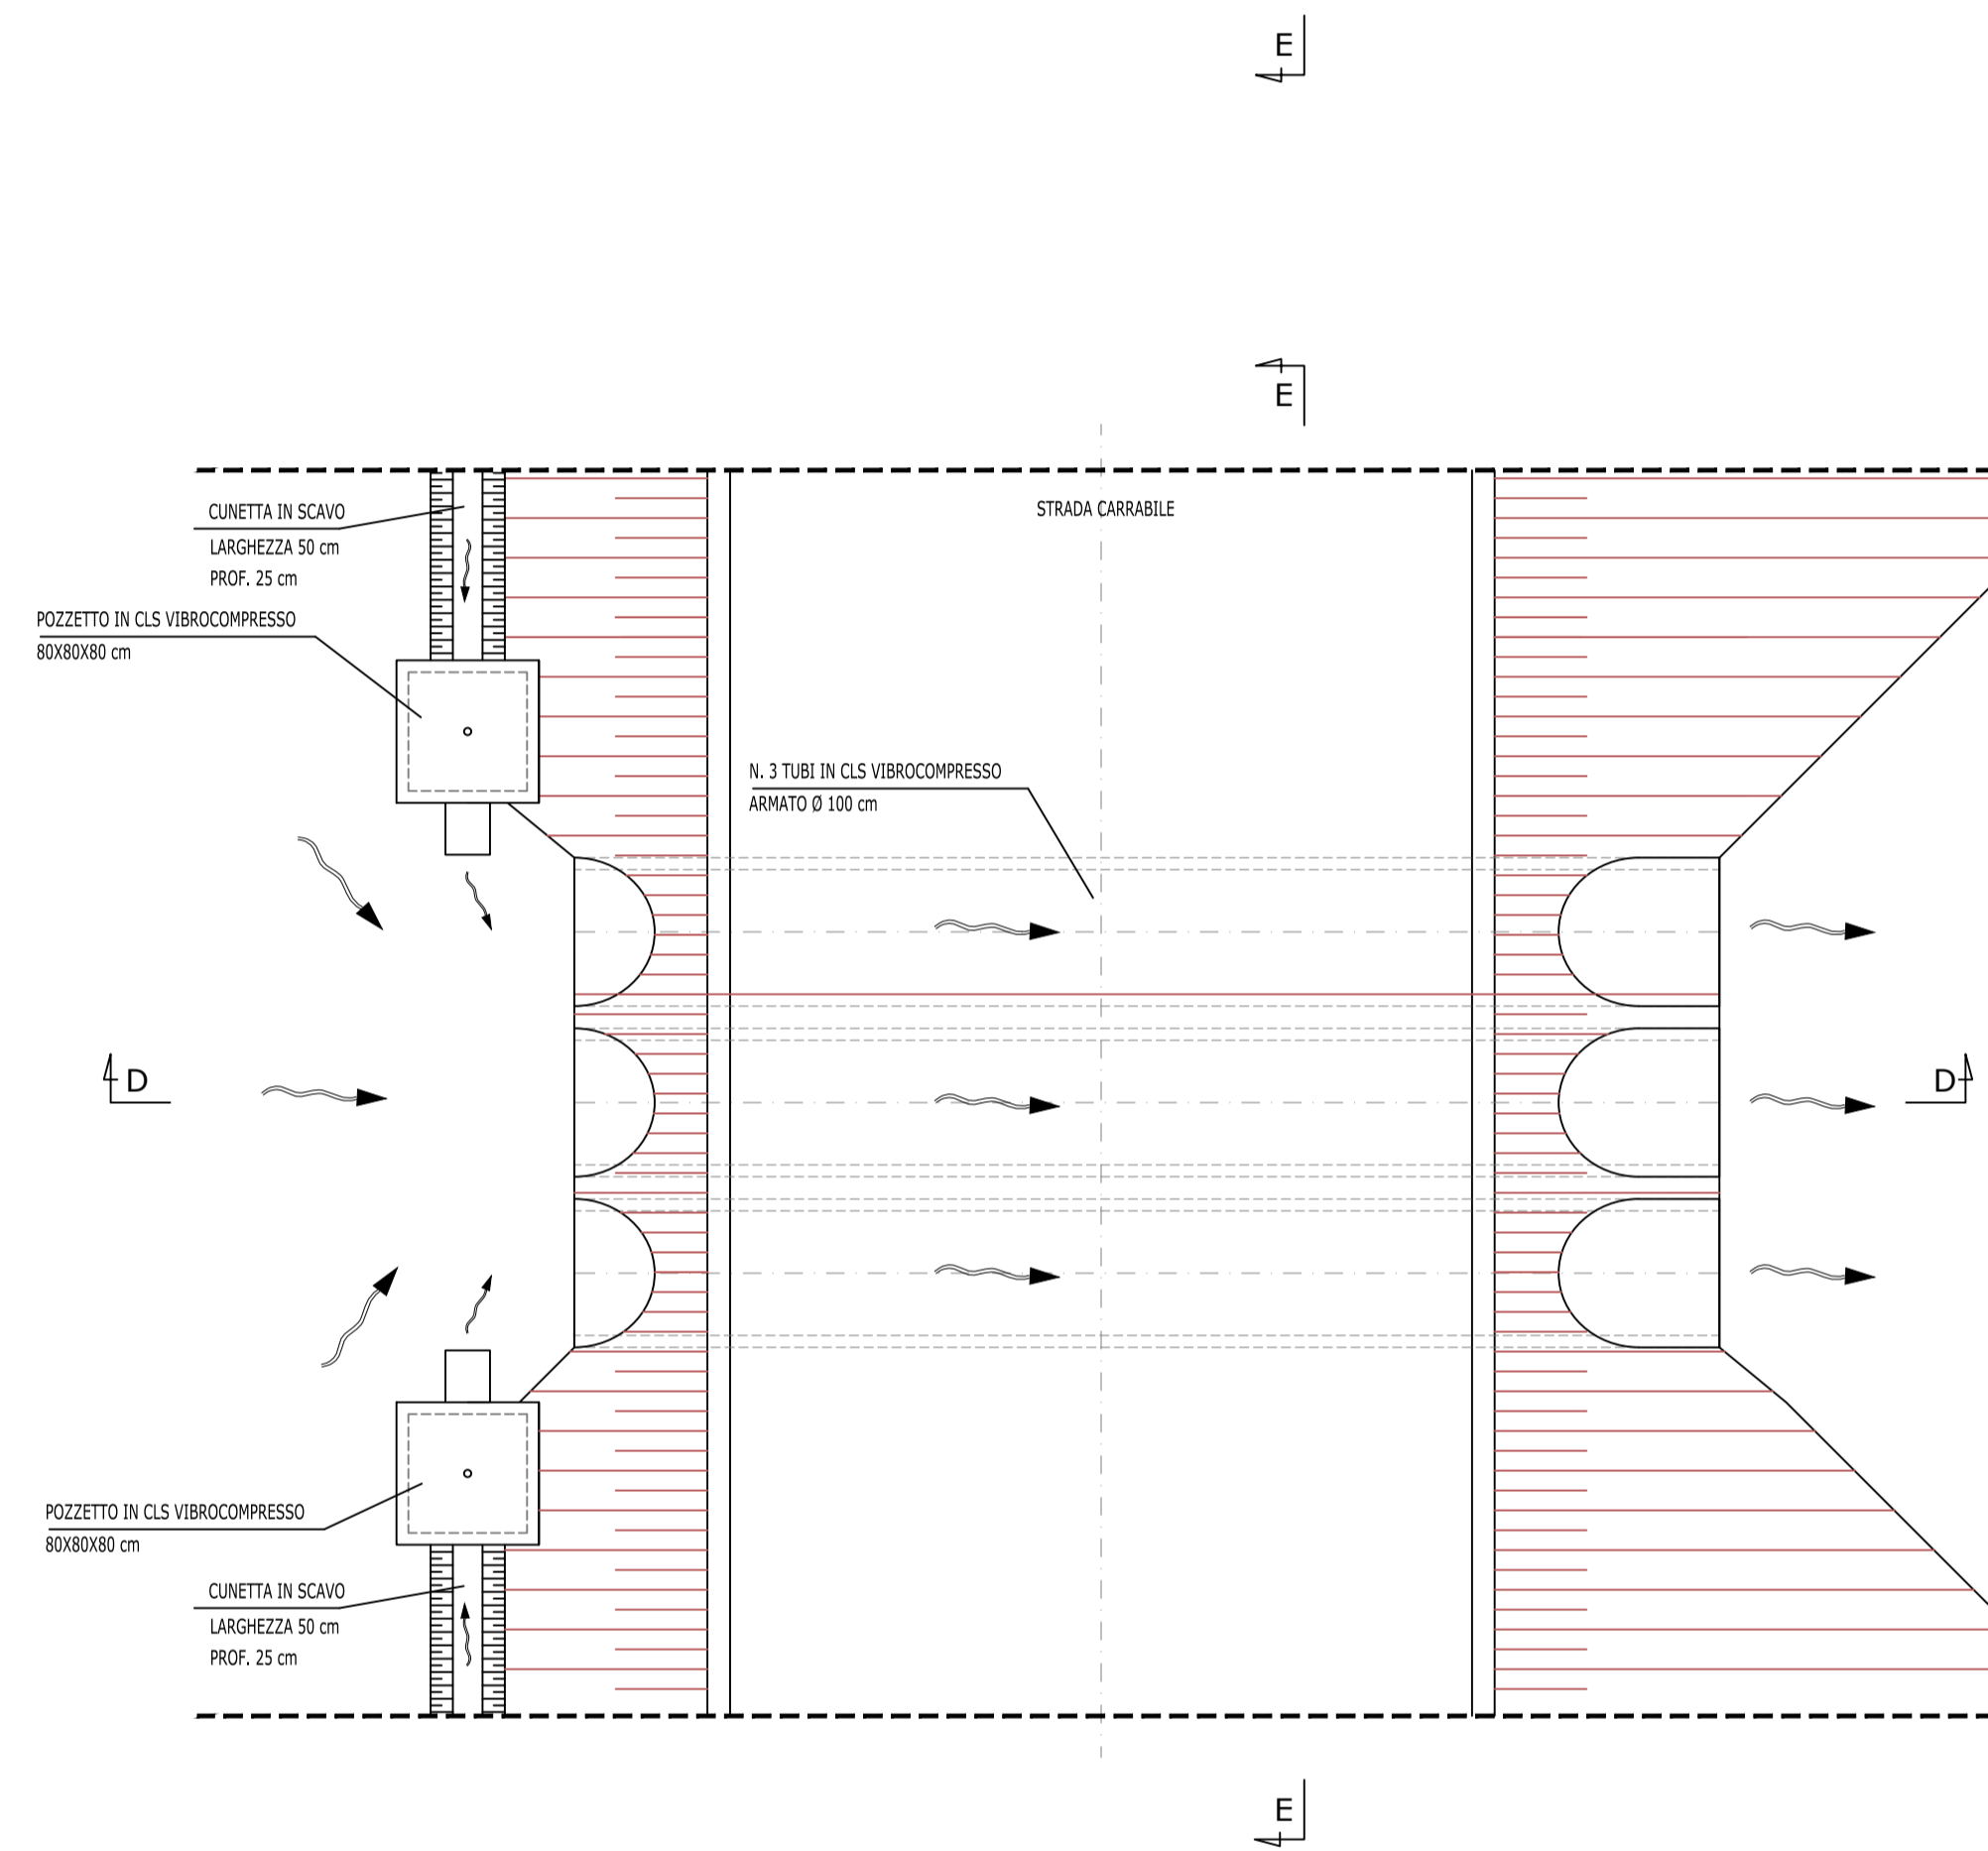 E
E
STRADA CARRABILE
CUNETTA IN SCAVO
LARGHEZZA 50 cm
PROF. 25 cm
POZZETTO IN CLS VIBROCOMPRESSO
80X80X80 cm
N. 3 TUBI IN CLS VIBROCOMPRESSO
ARMATO Ø 100 cm
D
D
POZZETTO IN CLS VIBROCOMPRESSO
80X80X80 cm
CUNETTA IN SCAVO
LARGHEZZA 50 cm
PROF. 25 cm
E